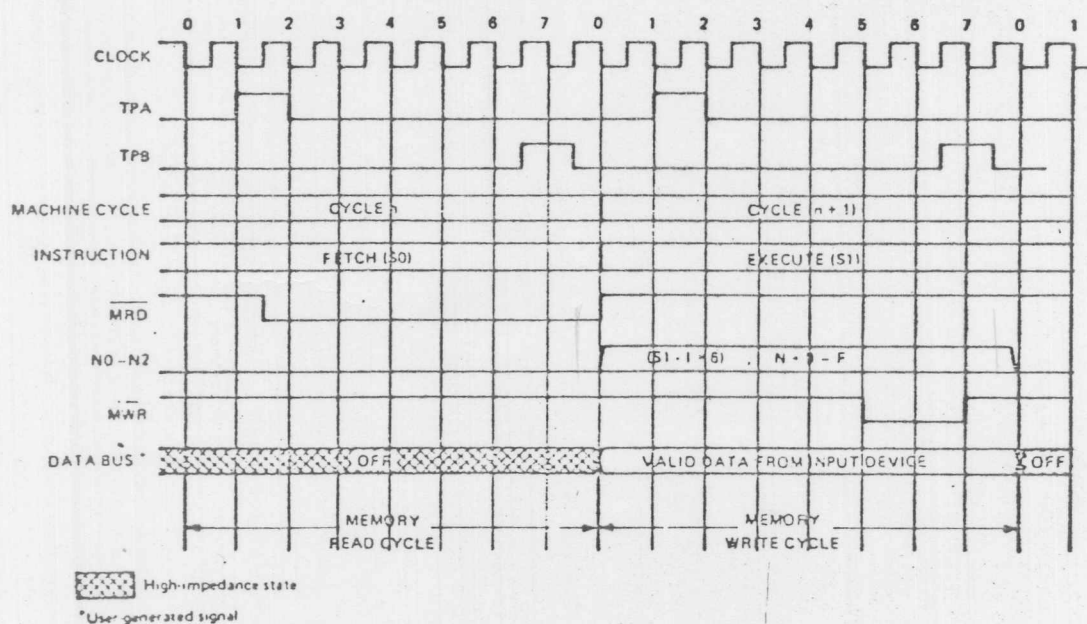 0 1 2 3 4 5 6 7 0 1 2 3 4 5 6 7 0 1
CLOCK
TPA
TPB
MACHINE CYCLE CYCLE n CYCLE (n + 1)
INSTRUCTION FETCH (S0) EXECUTE (S1)
MRD
N0-N2 N
MWR
DATA BUS * OFF VALID DATA FROM INPUT DEVICE OFF
MEMORY READ CYCLE
MEMORY WRITE CYCLE
High-impedance state
*User-generated signal